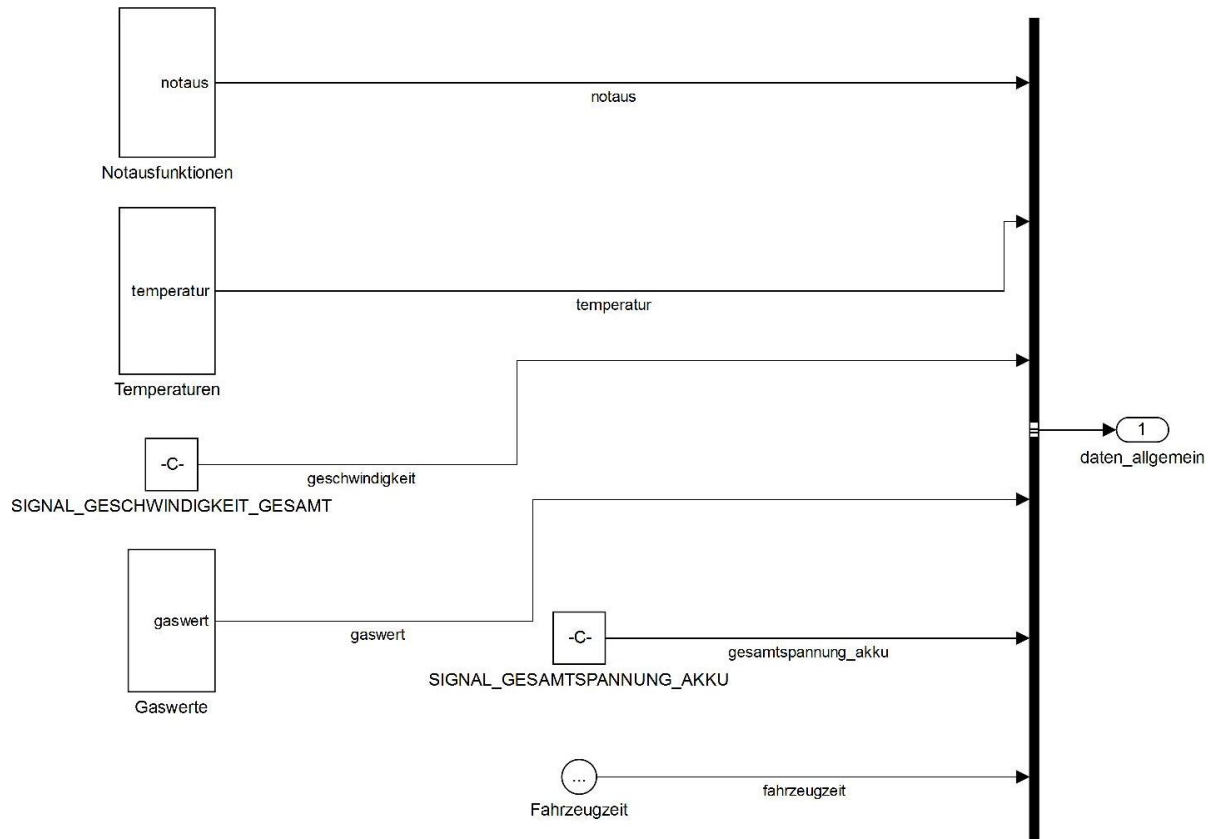 notaus
notaus
Notausfunktionen
temperatur
temperatur
Temperaturen
-C-
geschwindigkeit
SIGNAL_GESCHWINDIGKEIT_GESAMT
1
daten_allgemein
gaswert
gaswert
Gaswerte
-C-
gesamtspannung_akku
SIGNAL_GESAMTSPANNUNG_AKKU
...
fahrzeugzeit
Fahrzeugzeit